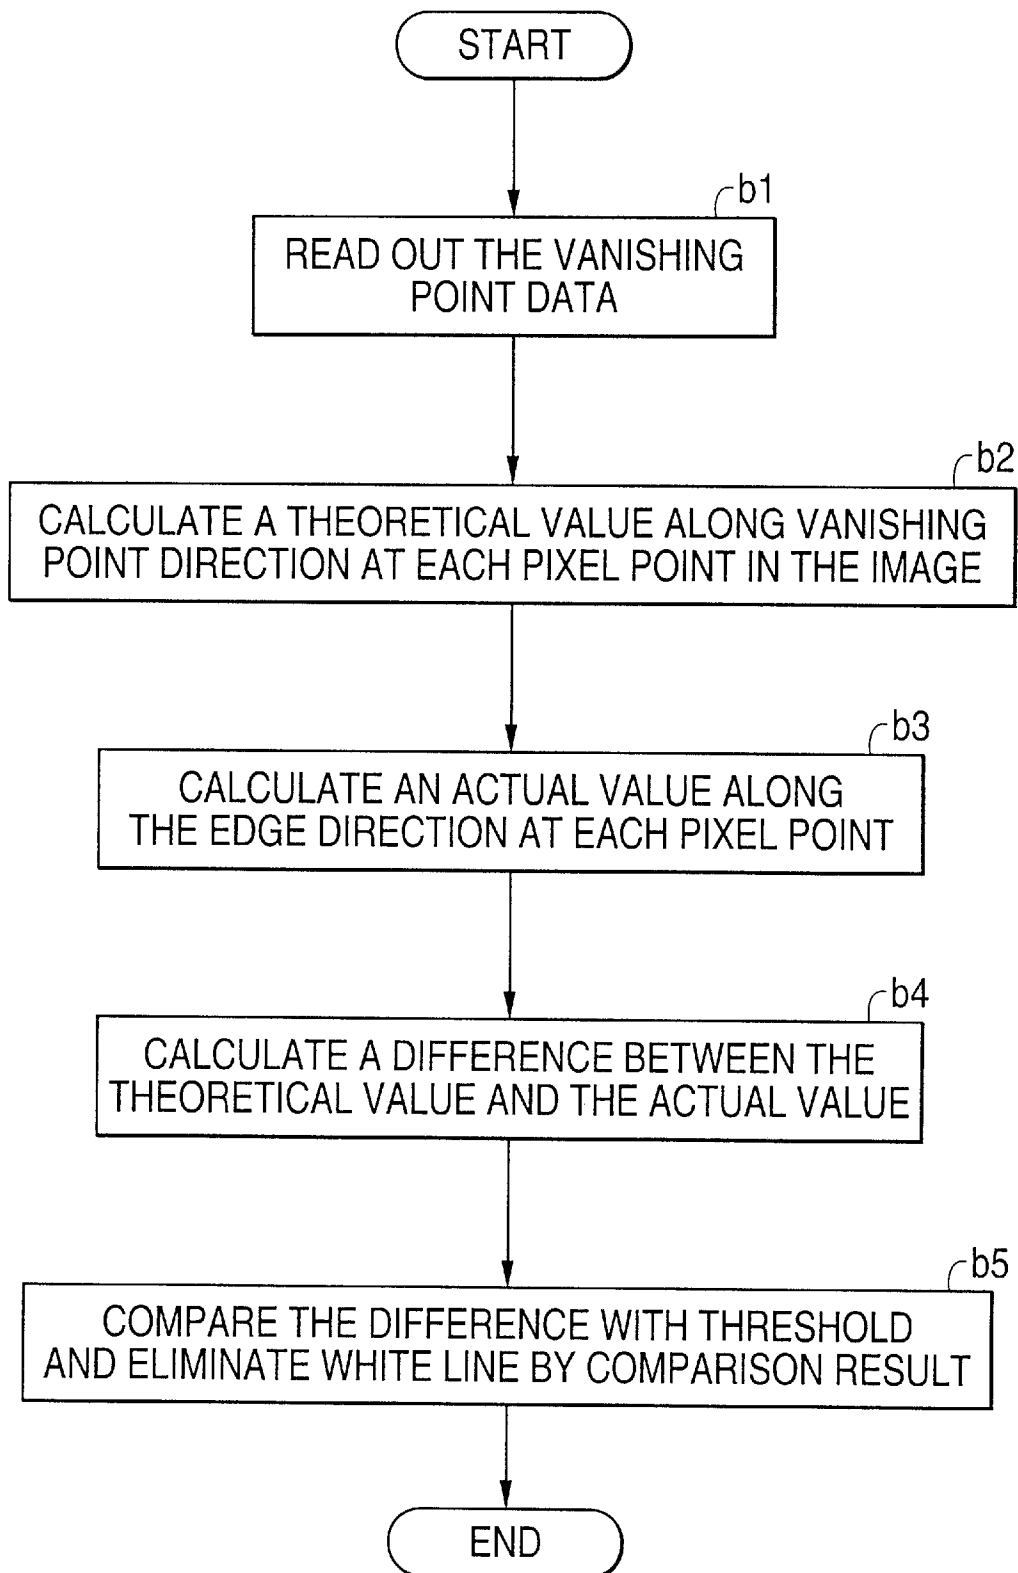 START
b1
READ OUT THE VANISHING
POINT DATA
b2
CALCULATE A THEORETICAL VALUE ALONG VANISHING
POINT DIRECTION AT EACH PIXEL POINT IN THE IMAGE
b3
CALCULATE AN ACTUAL VALUE ALONG
THE EDGE DIRECTION AT EACH PIXEL POINT
b4
CALCULATE A DIFFERENCE BETWEEN THE
THEORETICAL VALUE AND THE ACTUAL VALUE
b5
COMPARE THE DIFFERENCE WITH THRESHOLD
AND ELIMINATE WHITE LINE BY COMPARISON RESULT
END